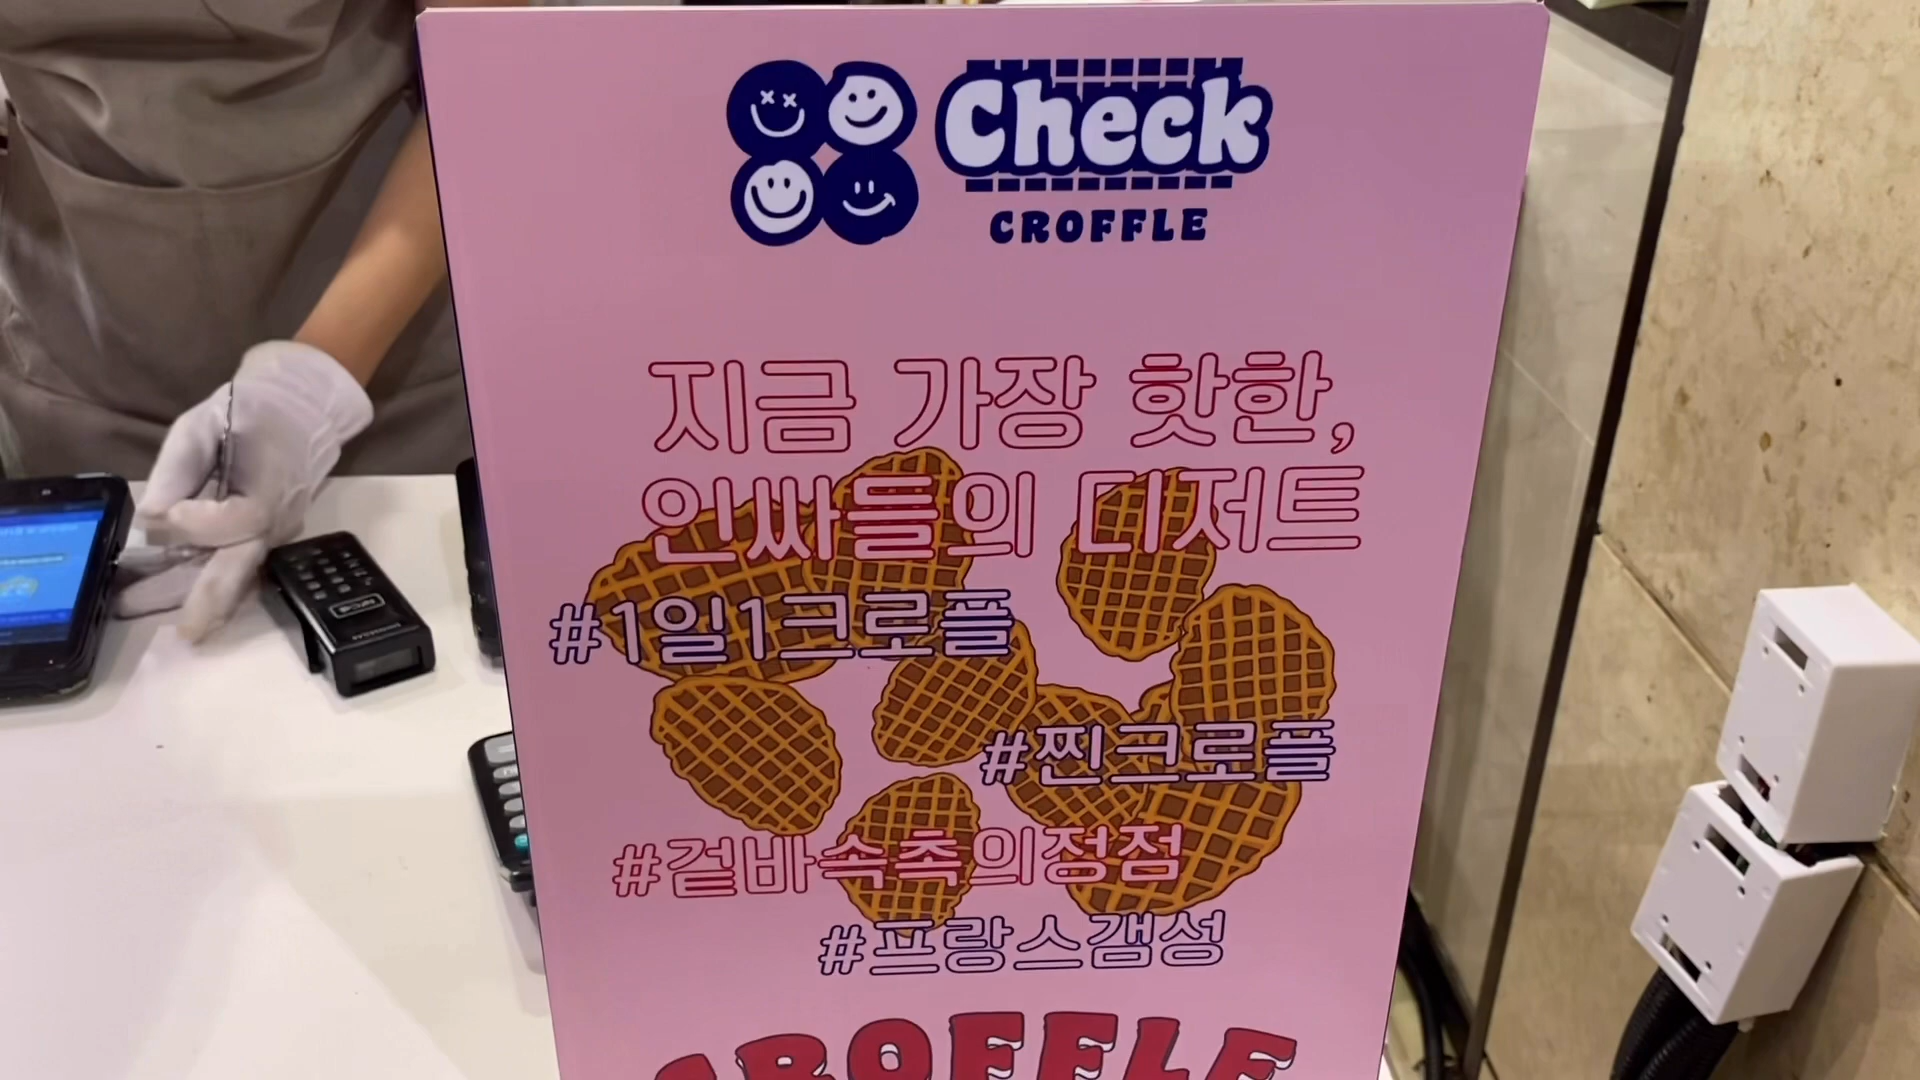 Check
CROFFLE
지금 가장 핫한,
인싸들의 디저트
#1일1크로플
#찐크로플
#겉바속촉의정점
#프랑스갬성
CROFFLE